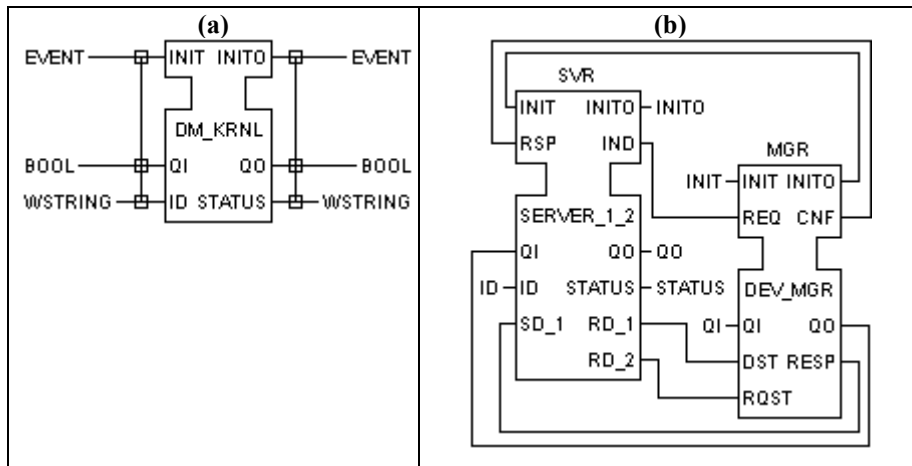 (a)
EVENT INIT INITO EVENT
DM_KRNL
BOOL QI QO BOOL
WSTRING ID STATUS WSTRING
(b)
SVR
INIT INITO INITO
RSP IND
SERVER_1_2
QI QO QO
ID ID STATUS STATUS
SD_1 RD_1
RD_2
MGR
INIT INIT INITO
REQ CNF
DEV_MGR
QI QI QO
DST RESP
RQST